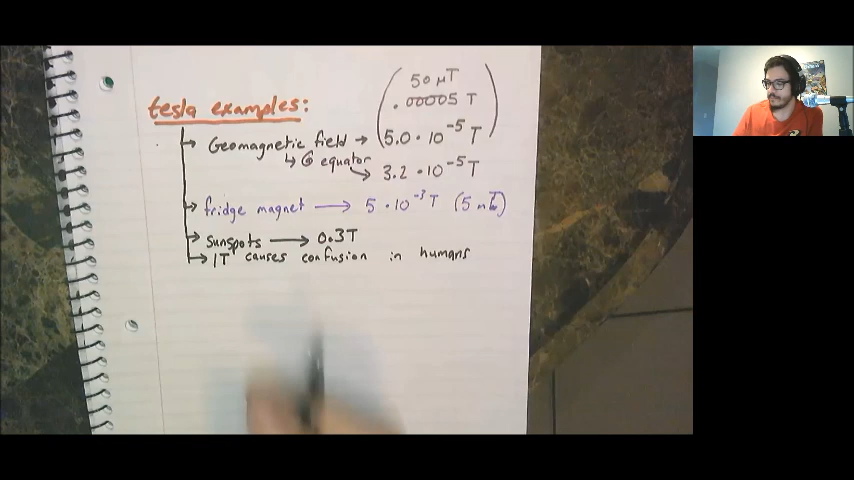 50 μT
tesla examples:
.00005 T
Geomagnetic field → 5.0 · 10⁻⁵ T
↳ @ equator → 3.2 · 10⁻⁵ T
fridge magnet → 5 · 10⁻³ T (5 mT)
sunspots → 0.3T
→ 1T causes confusion in humans